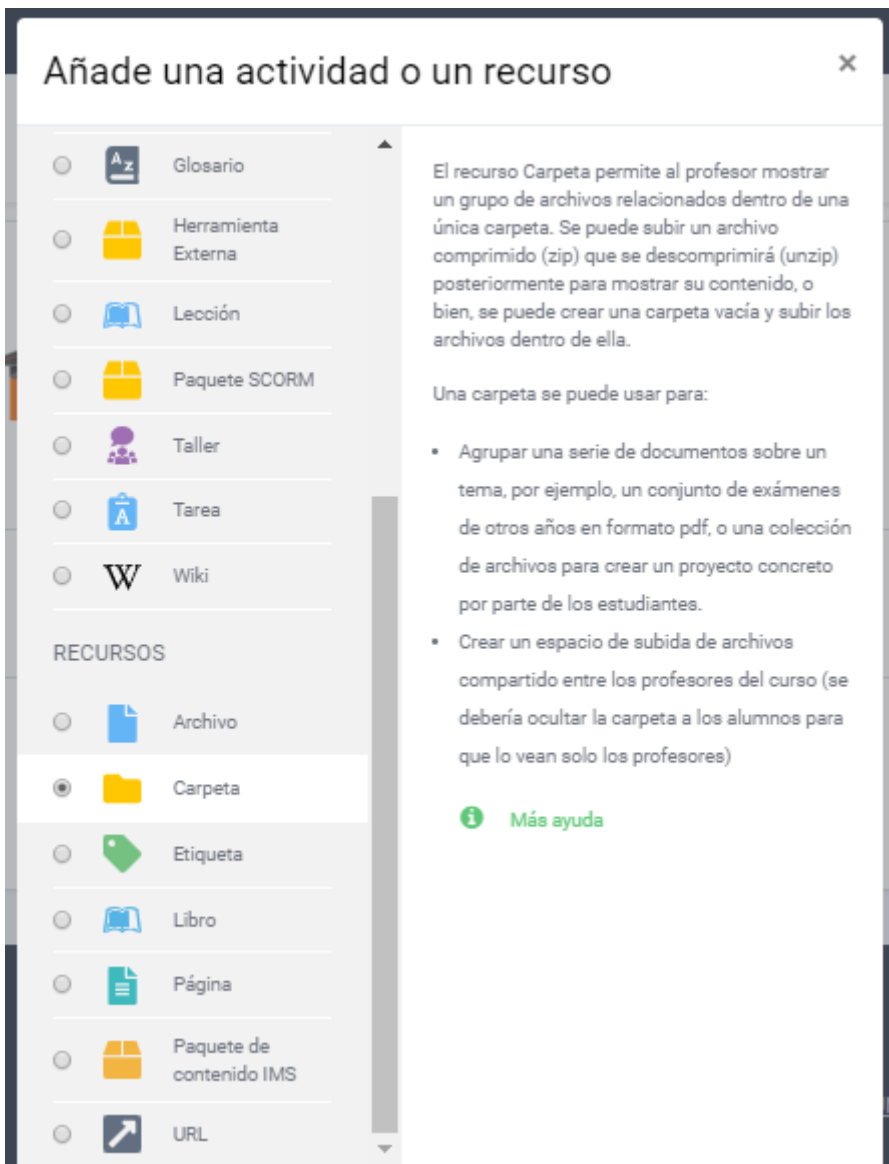 Añade una actividad o un recurso
×
Glosario
Herramienta
Externa
Lección
Paquete SCORM
Taller
Tarea
Wiki
RECURSOS
Archivo
Carpeta
Etiqueta
Libro
Página
Paquete de
contenido IMS
URL
El recurso Carpeta permite al profesor mostrar
un grupo de archivos relacionados dentro de una
única carpeta. Se puede subir un archivo
comprimido (zip) que se descomprimirá (unzip)
posteriormente para mostrar su contenido, o
bien, se puede crear una carpeta vacía y subir los
archivos dentro de ella.
Una carpeta se puede usar para:
• Agrupar una serie de documentos sobre un
tema, por ejemplo, un conjunto de exámenes
de otros años en formato pdf, o una colección
de archivos para crear un proyecto concreto
por parte de los estudiantes.
• Crear un espacio de subida de archivos
compartido entre los profesores del curso (se
debería ocultar la carpeta a los alumnos para
que lo vean solo los profesores)
Más ayuda